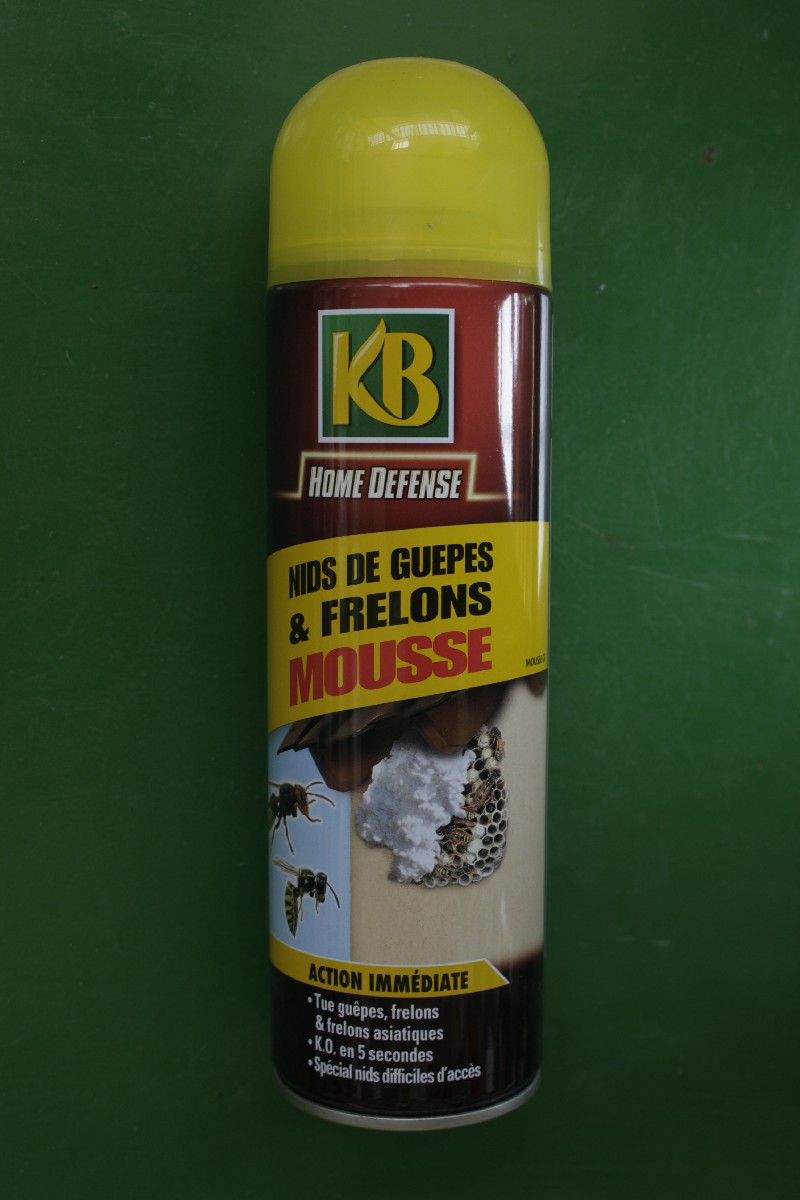 KB
HOME DEFENSE
NIDS DE GUEPES
& FRELONS
MOUSSE
ACTION IMMÉDIATE
• Tue guêpes, frelons
& frelons asiatiques
• K.O. en 5 secondes
• Spécial nids difficiles d'accès